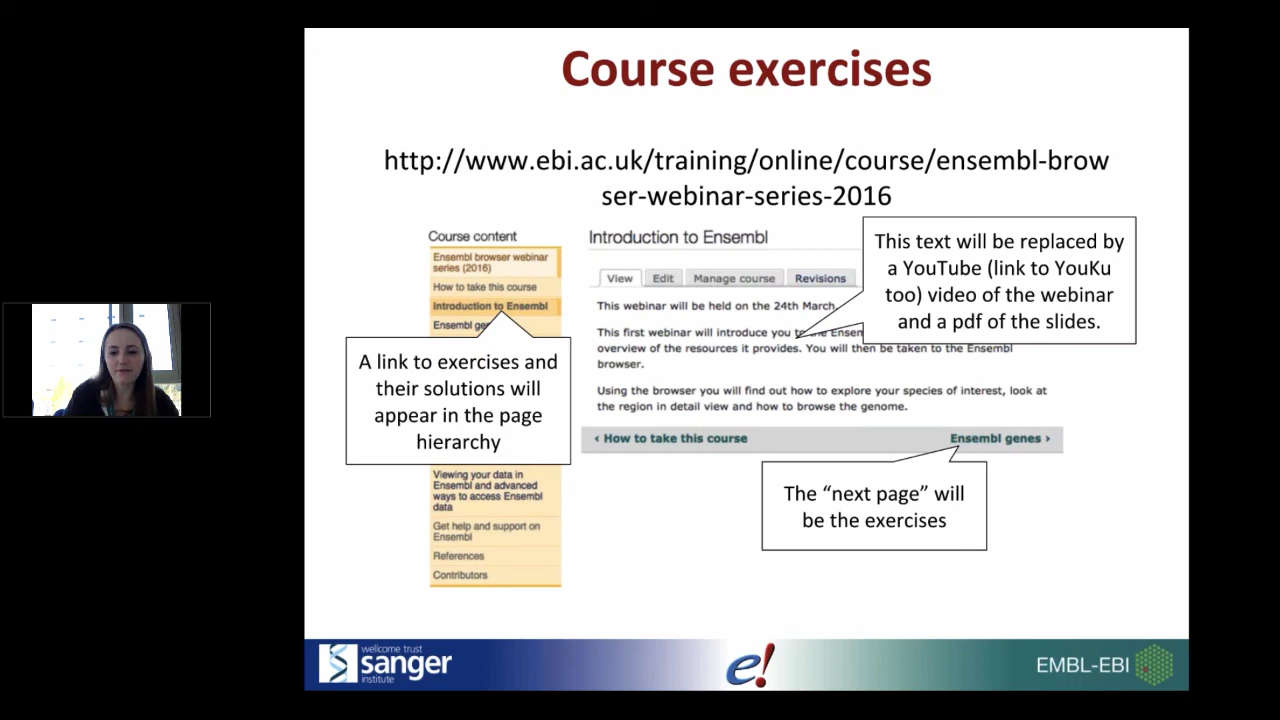 Course exercises
http://www.ebi.ac.uk/training/online/course/ensembl-brow
ser-webinar-series-2016
Course content
Ensembl browser webinar
series (2016)
How to take this course
Introduction to Ensembl
Ensembl
A link to exercises and
their solutions will
appear in the page
hierarchy
Viewing your data in
Ensembl and advanced
ways to access Ensembl
data
Get help and support on
Ensembl
References
Contributors
Introduction to Ensembl
View Edit Manage course Revisions
This webinar will be held on the 24th March.
This first webinar will introduce you to
overview of the resources it provides. You will then be taken to the Ensembl
browser.
Using the browser you will find out how to explore your species of interest, look at
the region in detail view and how to browse the genome.
‹ How to take this course Ensembl genes ›
This text will be replaced by
a YouTube (link to YouKu
too) video of the webinar
and a pdf of the slides.
The “next page” will
be the exercises
wellcome trust
sanger
institute
e!
EMBL-EBI